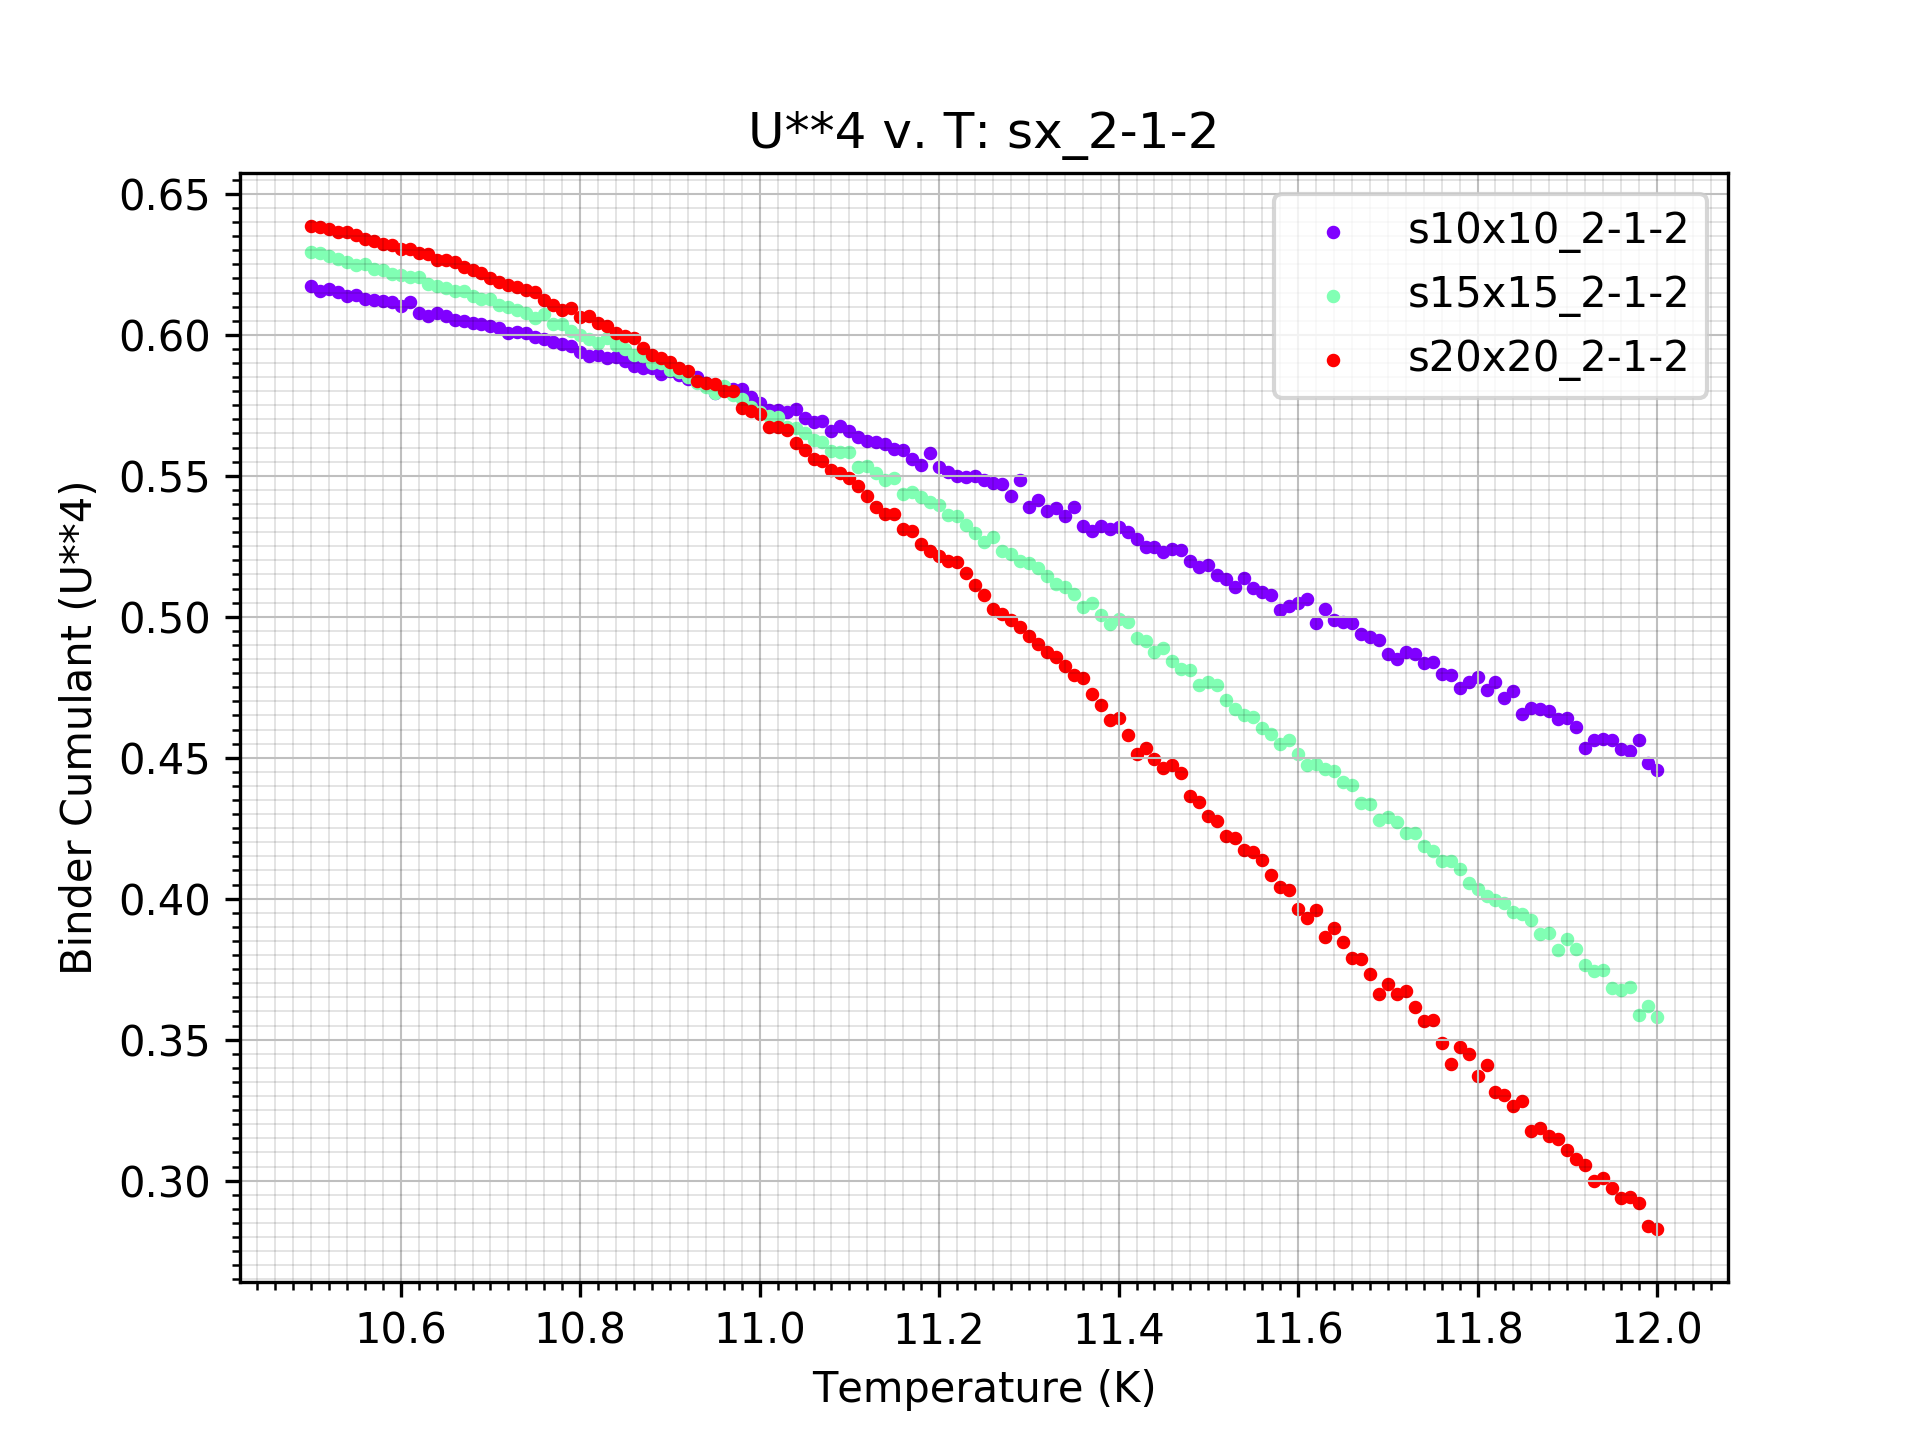 U**4 v. T: sx_2-1-2
s10x10_2-1-2
s15x15_2-1-2
s20x20_2-1-2
Binder Cumulant (U**4)
0.65
0.60
0.55
0.50
0.45
0.40
0.35
0.30
10.6 10.8 11.0 11.2 11.4 11.6 11.8 12.0
Temperature (K)